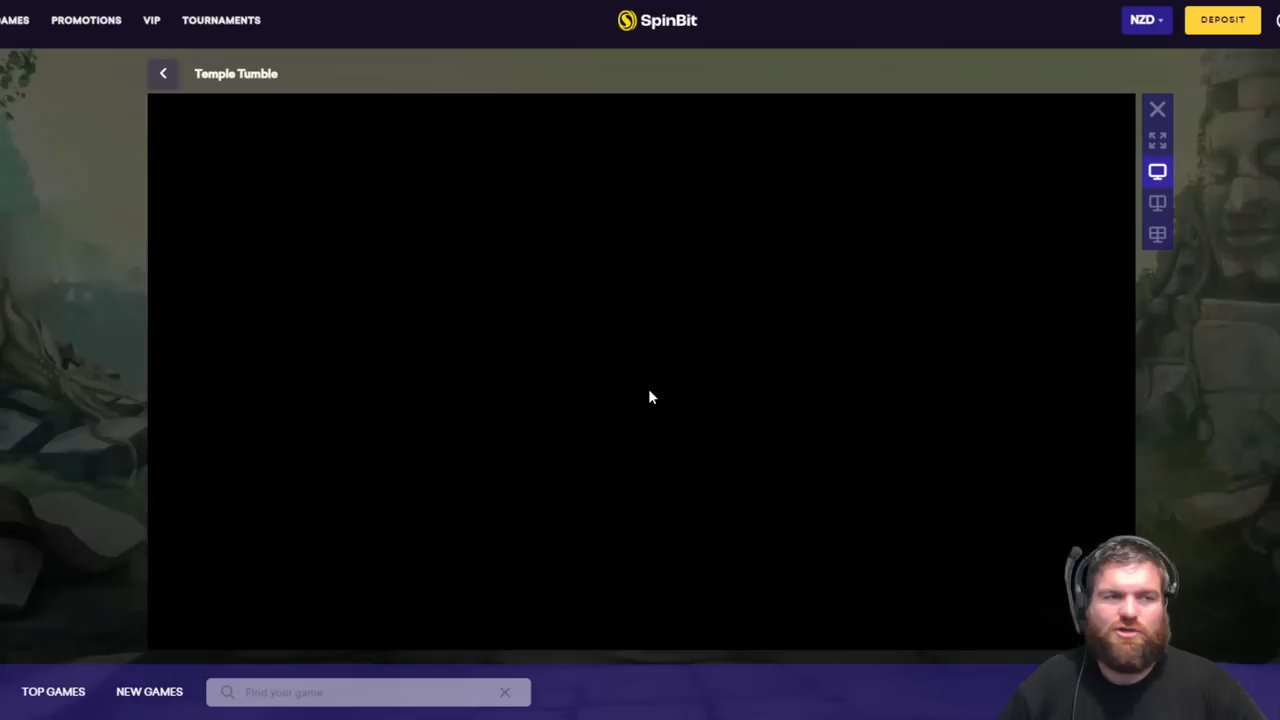 AMES PROMOTIONS VIP TOURNAMENTS SpinBit NZD DEPOSIT
Temple Tumble
TOP GAMES NEW GAMES Find your game